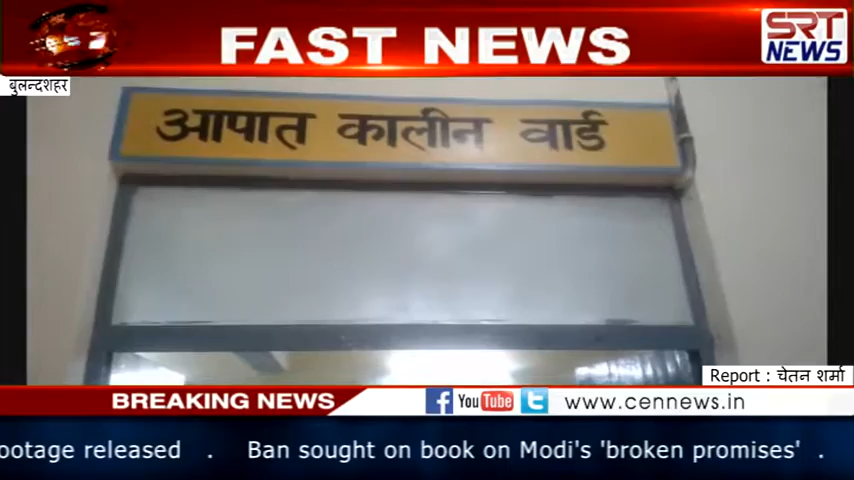 FAST NEWS
SRT
NEWS
बुलन्दशहर
आपात कालीन वार्ड
Report : चेतन शर्मा
BREAKING NEWS
f YouTube www.cennews.in
ootage released . Ban sought on book on Modi's 'broken promises' .